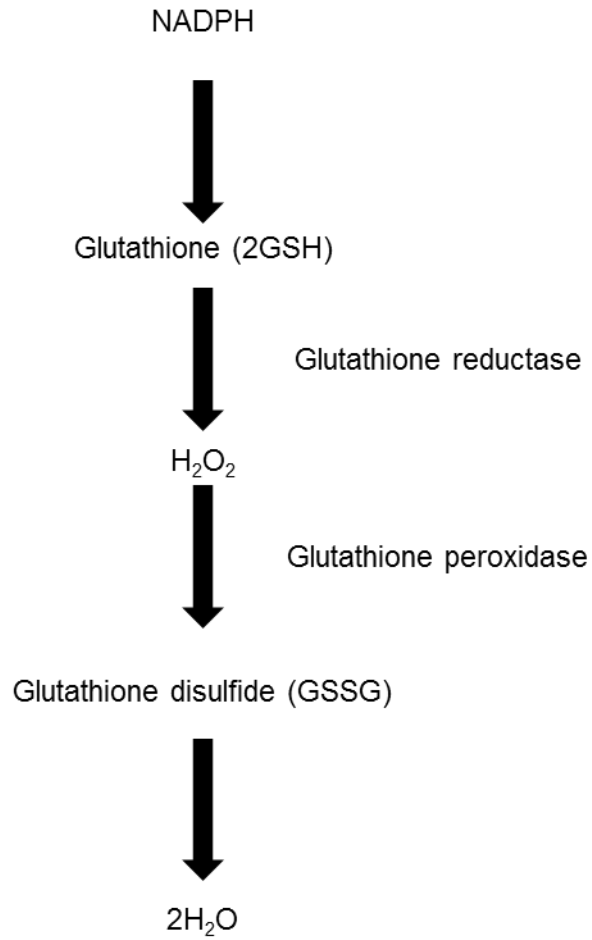 NADPH
Glutathione (2GSH)
Glutathione reductase
H₂O₂
Glutathione peroxidase
Glutathione disulfide (GSSG)
2H₂O